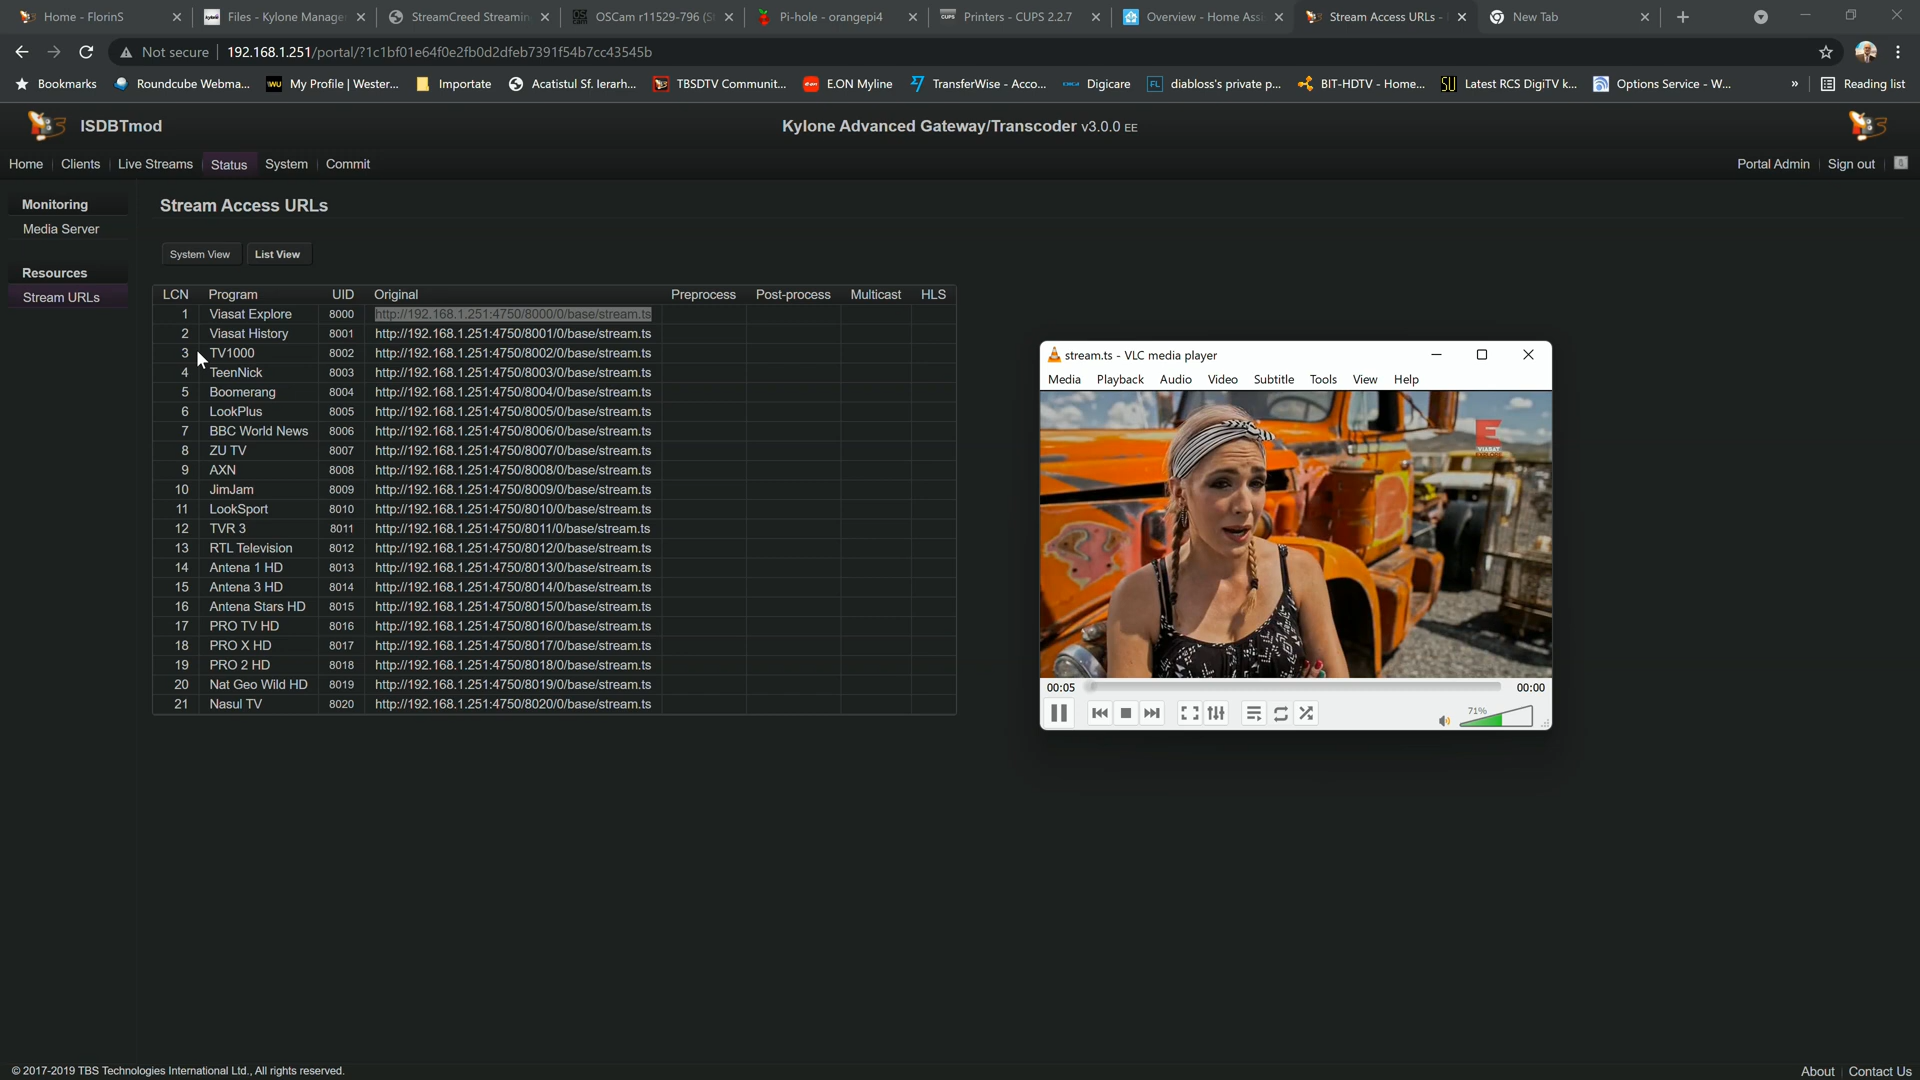 Home - FlorinS
Files - Kylone Manage
StreamCreed Streamin
OSCam r11529-796 (S
Pi-hole - orangepi4
Printers - CUPS 2.2.7
Overview - Home Assi
Stream Access URLs -
New Tab
Not secure
192.168.1.251/portal/?1c1bf01e64f0e2fb0d2dfeb7391f54b7cc43545b
Bookmarks
Roundcube Webma...
My Profile | Wester...
Importate
Acatistul Sf. Ierarh...
TBSDTV Communit...
E.ON Myline
TransferWise - Acco...
Digicare
diabloss's private p...
BIT-HDTV - Home...
Latest RCS DigiTV k...
Options Service - W...
»
Reading list
ISDBTmod
Kylone Advanced Gateway/Transcoder v3.0.0 EE
Home Clients Live Streams Status System Commit
Portal Admin Sign out
Monitoring
Media Server
Resources
Stream URLs
Stream Access URLs
System View List View
LCN Program UID Original Preprocess Post-process Multicast HLS
1 Viasat Explore 8000 http://192.168.1.251:4750/8000/0/base/stream.ts
2 Viasat History 8001 http://192.168.1.251:4750/8001/0/base/stream.ts
3 TV1000 8002 http://192.168.1.251:4750/8002/0/base/stream.ts
4 TeenNick 8003 http://192.168.1.251:4750/8003/0/base/stream.ts
5 Boomerang 8004 http://192.168.1.251:4750/8004/0/base/stream.ts
6 LookPlus 8005 http://192.168.1.251:4750/8005/0/base/stream.ts
7 BBC World News 8006 http://192.168.1.251:4750/8006/0/base/stream.ts
8 ZU TV 8007 http://192.168.1.251:4750/8007/0/base/stream.ts
9 AXN 8008 http://192.168.1.251:4750/8008/0/base/stream.ts
10 JimJam 8009 http://192.168.1.251:4750/8009/0/base/stream.ts
11 LookSport 8010 http://192.168.1.251:4750/8010/0/base/stream.ts
12 TVR 3 8011 http://192.168.1.251:4750/8011/0/base/stream.ts
13 RTL Television 8012 http://192.168.1.251:4750/8012/0/base/stream.ts
14 Antena 1 HD 8013 http://192.168.1.251:4750/8013/0/base/stream.ts
15 Antena 3 HD 8014 http://192.168.1.251:4750/8014/0/base/stream.ts
16 Antena Stars HD 8015 http://192.168.1.251:4750/8015/0/base/stream.ts
17 PRO TV HD 8016 http://192.168.1.251:4750/8016/0/base/stream.ts
18 PRO X HD 8017 http://192.168.1.251:4750/8017/0/base/stream.ts
19 PRO 2 HD 8018 http://192.168.1.251:4750/8018/0/base/stream.ts
20 Nat Geo Wild HD 8019 http://192.168.1.251:4750/8019/0/base/stream.ts
21 Nasul TV 8020 http://192.168.1.251:4750/8020/0/base/stream.ts
stream.ts - VLC media player
Media Playback Audio Video Subtitle Tools View Help
VIASAT
EXPLORE
00:05
00:00
71%
© 2017-2019 TBS Technologies International Ltd., All rights reserved.
About Contact Us